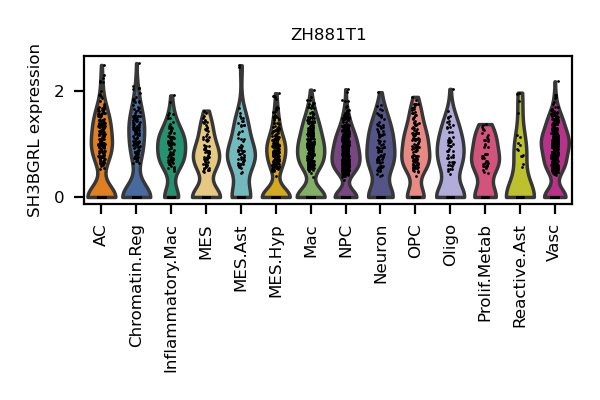 ZH881T1
SH3BGRL expression
2
0
AC
Chromatin.Reg
Inflammatory.Mac
MES
MES.Ast
MES.Hyp
Mac
NPC
Neuron
OPC
Oligo
Prolif.Metab
Reactive.Ast
Vasc